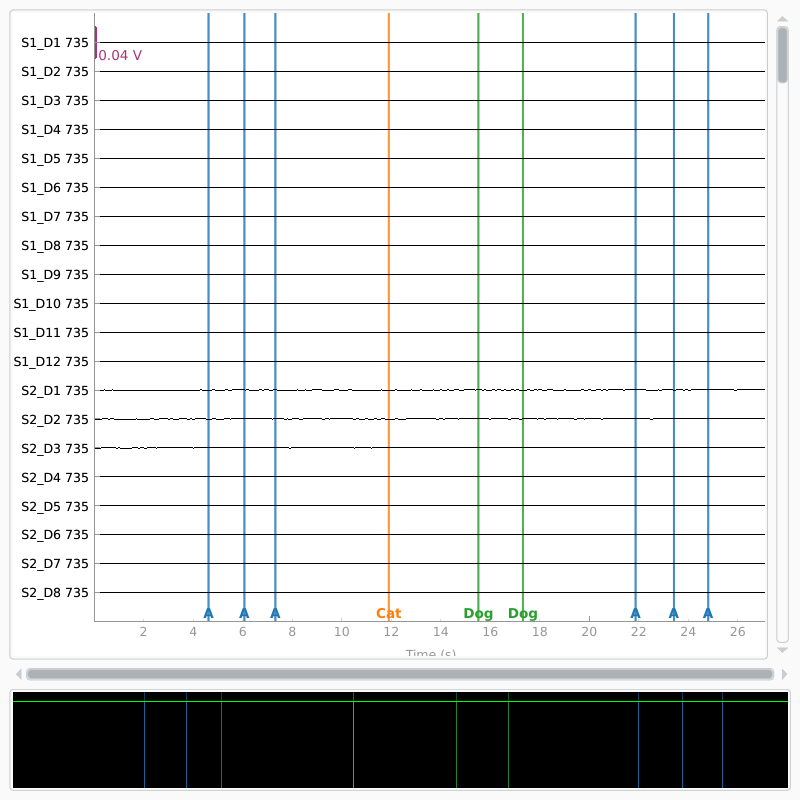 S1_D1 735
0.04 V
S1_D2 735
S1_D3 735
S1_D4 735
S1_D5 735
S1_D6 735
S1_D7 735
S1_D8 735
S1_D9 735
S1_D10 735
S1_D11 735
S1_D12 735
S2_D1 735
S2_D2 735
S2_D3 735
S2_D4 735
S2_D5 735
S2_D6 735
S2_D7 735
S2_D8 735
A A A Cat Dog Dog A A A
2 4 6 8 10 12 14 16 18 20 22 24 26
Time (s)